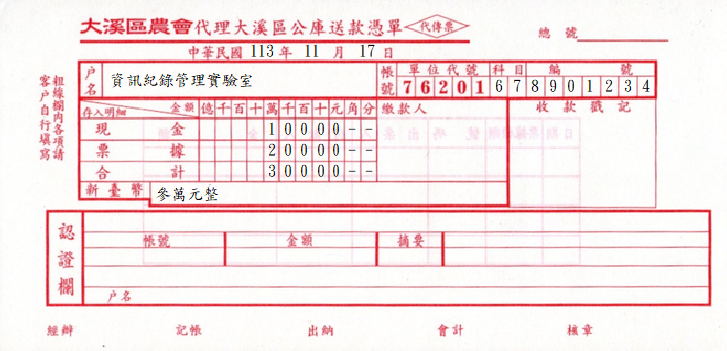 大溪區農會代理大溪區公庫送款憑單 代傳票
總 號
中華民國 113 年 11 月 17 日
粗線欄內各項請客户自行填寫
户名 資訊紀錄管理實驗室
帳號 單位代號 科目 編 號
7 6 2 0 1 6 7 8 9 0 1 2 3 4
存入明細 金額 億 千 百 十 萬 千 百 十 元 角 分 繳款人 收 款 戳 記
現 金 1 0 0 0 0 - -
票 據 2 0 0 0 0 - -
合 計 3 0 0 0 0 - -
新臺幣 參萬元整
認證欄
帳號 金額 摘要
户名
經辦 記帳 出納 會計 核章